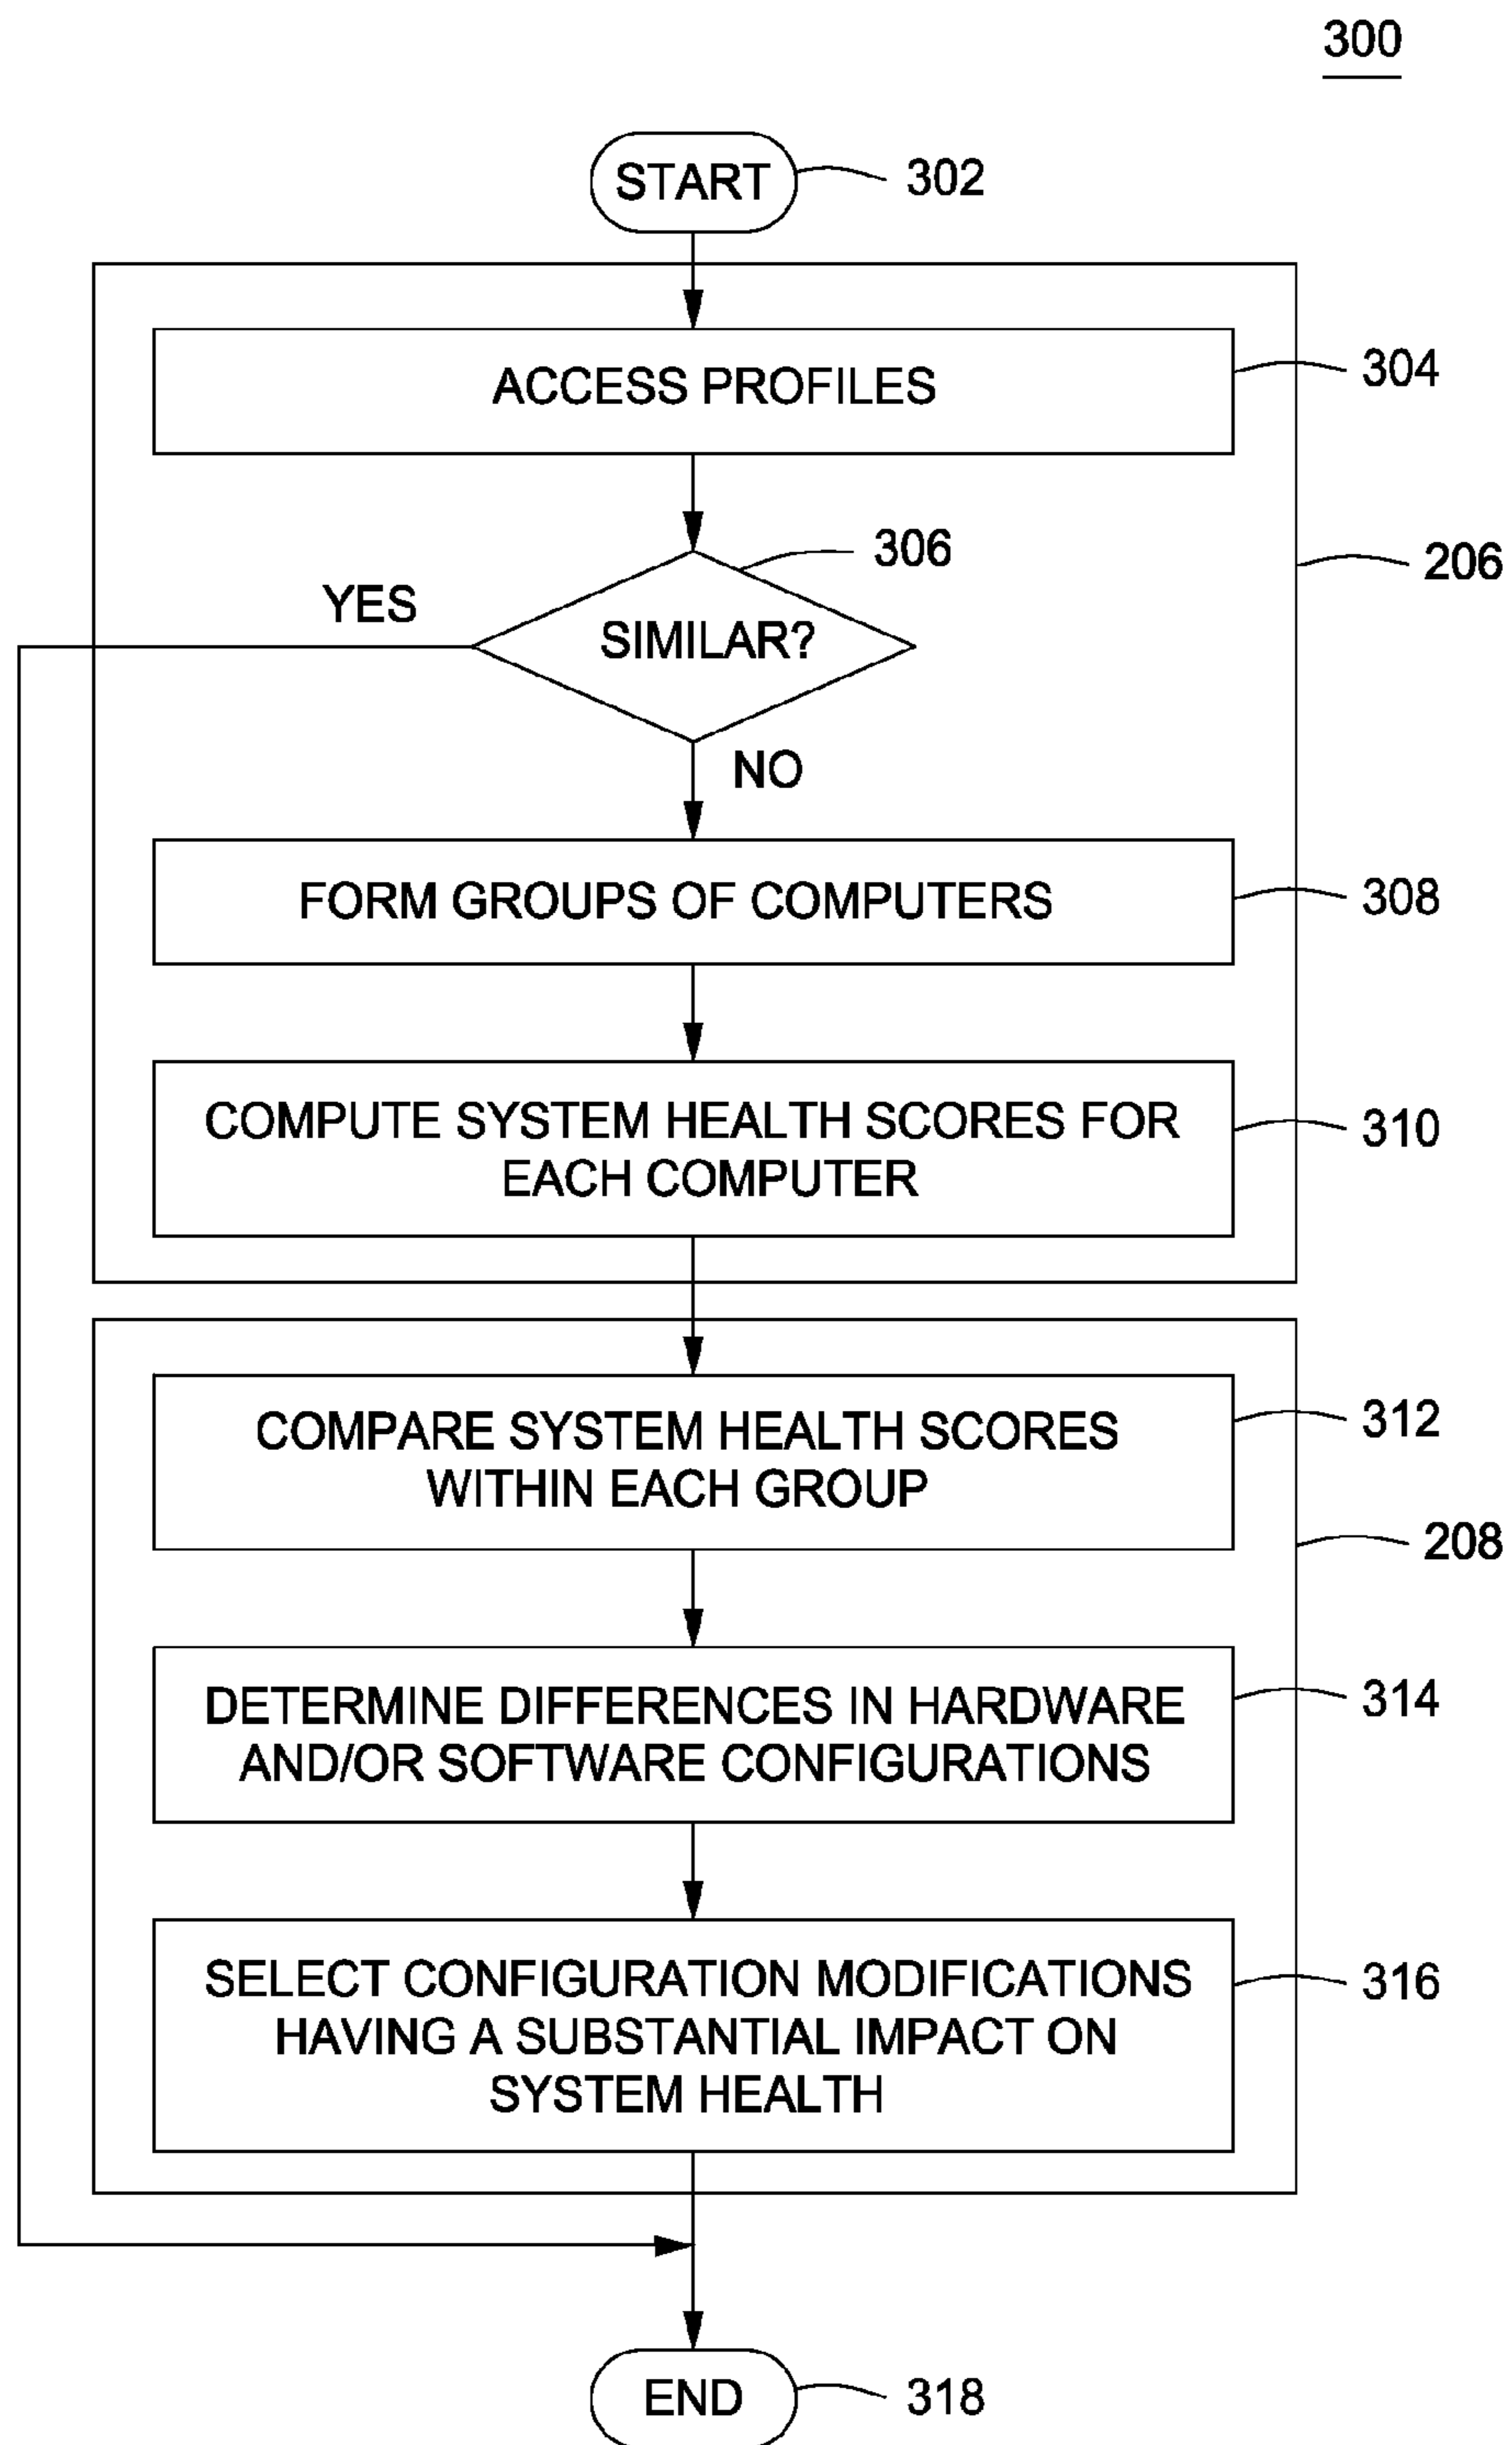 300
START
302
ACCESS PROFILES
304
306
206
YES
SIMILAR?
NO
FORM GROUPS OF COMPUTERS
308
COMPUTE SYSTEM HEALTH SCORES FOR
EACH COMPUTER
310
COMPARE SYSTEM HEALTH SCORES
WITHIN EACH GROUP
312
208
DETERMINE DIFFERENCES IN HARDWARE
AND/OR SOFTWARE CONFIGURATIONS
314
SELECT CONFIGURATION MODIFICATIONS
HAVING A SUBSTANTIAL IMPACT ON
SYSTEM HEALTH
316
END
318